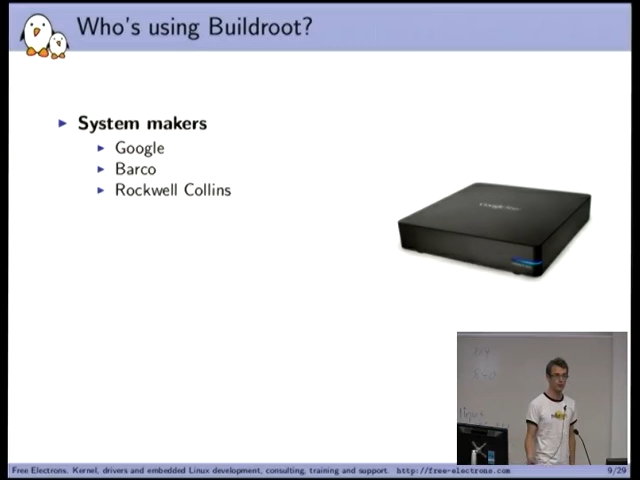 Who's using Buildroot?
System makers
Google
Barco
Rockwell Collins
Free Electrons. Kernel, drivers and embedded Linux development, consulting, training and support. http://free-electrons.com
9/29